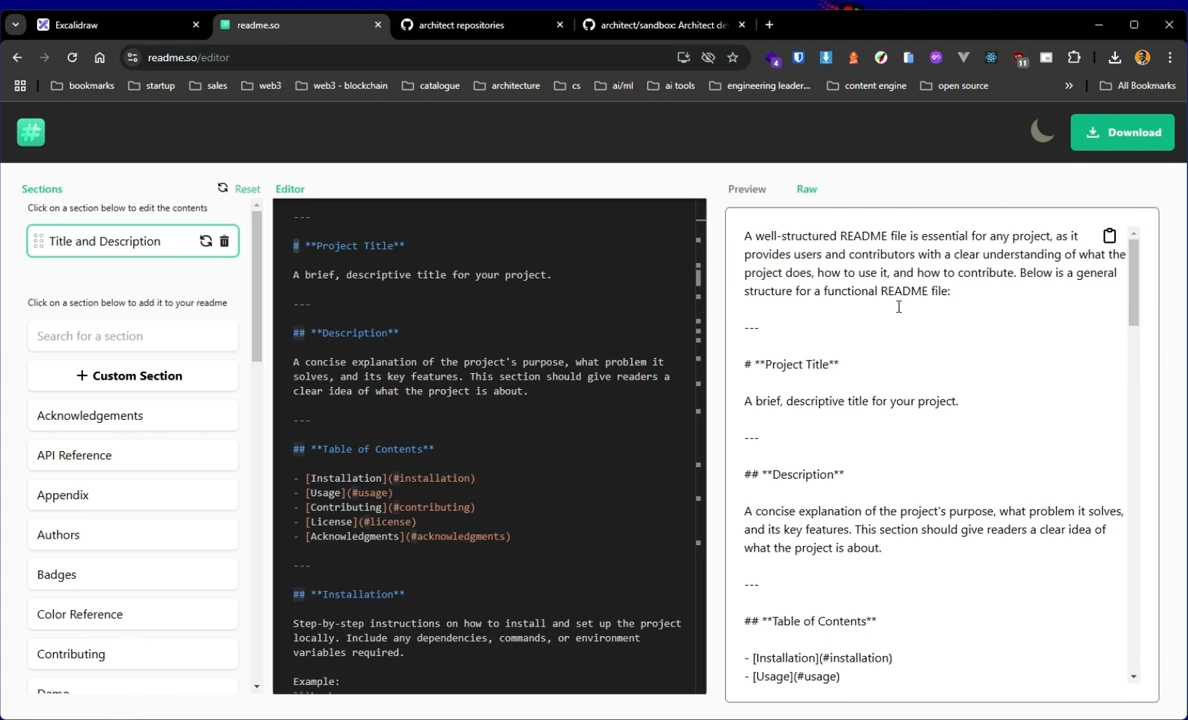 Excalidraw
readme.so
architect repositories
architect/sandbox: Architect de
readme.so/editor
4
11
bookmarks
startup
sales
web3
web3 - blockchain
catalogue
architecture
cs
ai/ml
ai tools
engineering leader...
content engine
open source
All Bookmarks
#
Download
Sections
Reset
Click on a section below to edit the contents
Title and Description
Click on a section below to add it to your readme
Search for a section
+ Custom Section
Acknowledgements
API Reference
Appendix
Authors
Badges
Color Reference
Contributing
Demo
Editor
---
# **Project Title**
A brief, descriptive title for your project.
---
## **Description**
A concise explanation of the project's purpose, what problem it
solves, and its key features. This section should give readers a
clear idea of what the project is about.
---
## **Table of Contents**
- [Installation](#installation)
- [Usage](#usage)
- [Contributing](#contributing)
- [License](#license)
- [Acknowledgments](#acknowledgments)
---
## **Installation**
Step-by-step instructions on how to install and set up the project
locally. Include any dependencies, commands, or environment
variables required.
Example:
Preview
Raw
A well-structured README file is essential for any project, as it
provides users and contributors with a clear understanding of what the
project does, how to use it, and how to contribute. Below is a general
structure for a functional README file:
---
# **Project Title**
A brief, descriptive title for your project.
---
## **Description**
A concise explanation of the project's purpose, what problem it solves,
and its key features. This section should give readers a clear idea of
what the project is about.
---
## **Table of Contents**
- [Installation](#installation)
- [Usage](#usage)